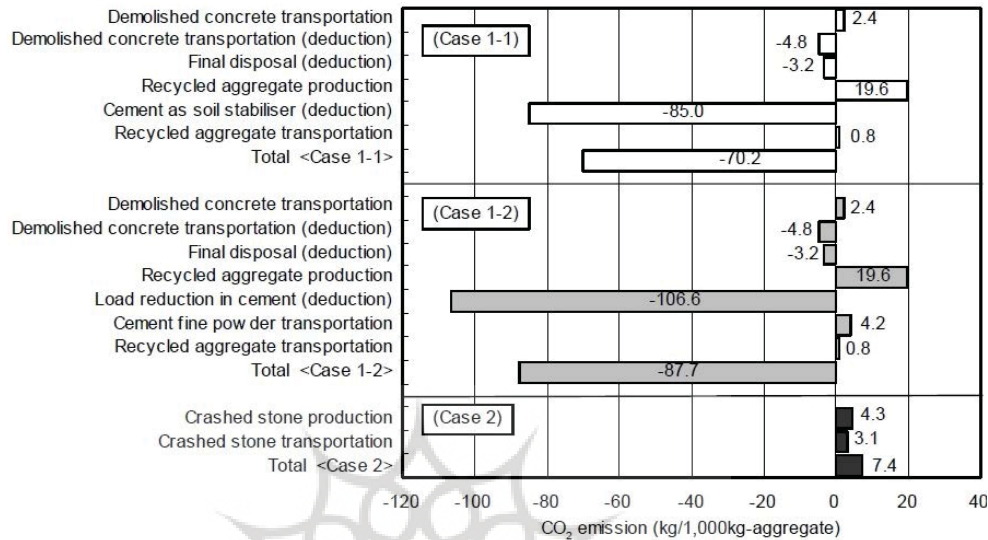 Demolished concrete transportation 2.4
Demolished concrete transportation (deduction) (Case 1-1) -4.8
Final disposal (deduction) -3.2
Recycled aggregate production 19.6
Cement as soil stabiliser (deduction) -85.0
Recycled aggregate transportation 0.8
Total <Case 1-1> -70.2
Demolished concrete transportation (Case 1-2) 2.4
Demolished concrete transportation (deduction) -4.8
Final disposal (deduction) -3.2
Recycled aggregate production 19.6
Load reduction in cement (deduction) -106.6
Cement fine powder transportation 4.2
Recycled aggregate transportation 0.8
Total <Case 1-2> -87.7
Crashed stone production (Case 2) 4.3
Crashed stone transportation 3.1
Total <Case 2> 7.4
-120 -100 -80 -60 -40 -20 0 20 40
CO2 emission (kg/1,000kg-aggregate)